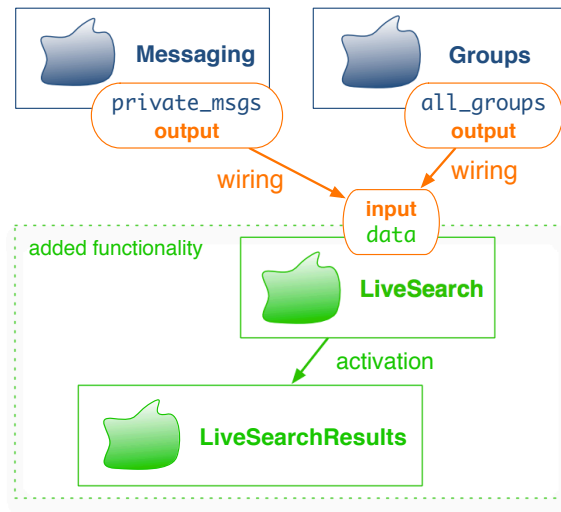 Messaging
Groups
private_msgs
output
all_groups
output
wiring
wiring
input
data
added functionality
LiveSearch
activation
LiveSearchResults